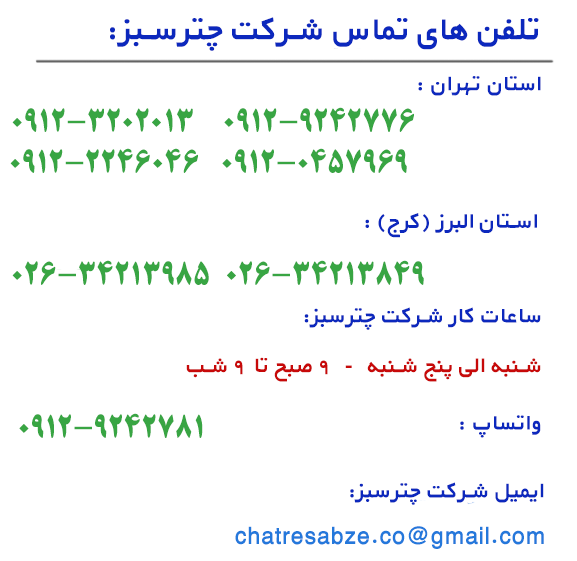 تلفن های تماس شرکت چترسبز:
استان تهران :
۰۹۱۲-۳۲۰۲۰۱۳ ۰۹۱۲-۹۲۴۲۷۷۶
۰۹۱۲-۲۲۴۶۰۴۶ ۰۹۱۲-۰۴۵۷۹۶۹
استان البرز (کرج) :
۰۲۶-۳۴۲۱۳۹۸۵ ۰۲۶-۳۴۲۱۳۸۴۹
ساعات کار شرکت چترسبز:
شنبه الی پنج شنبه - ۹ صبح تا ۹ شب
واتساپ : ۰۹۱۲-۹۲۴۲۷۸۱
ایمیل شرکت چترسبز:
chatresabze.co@gmail.com